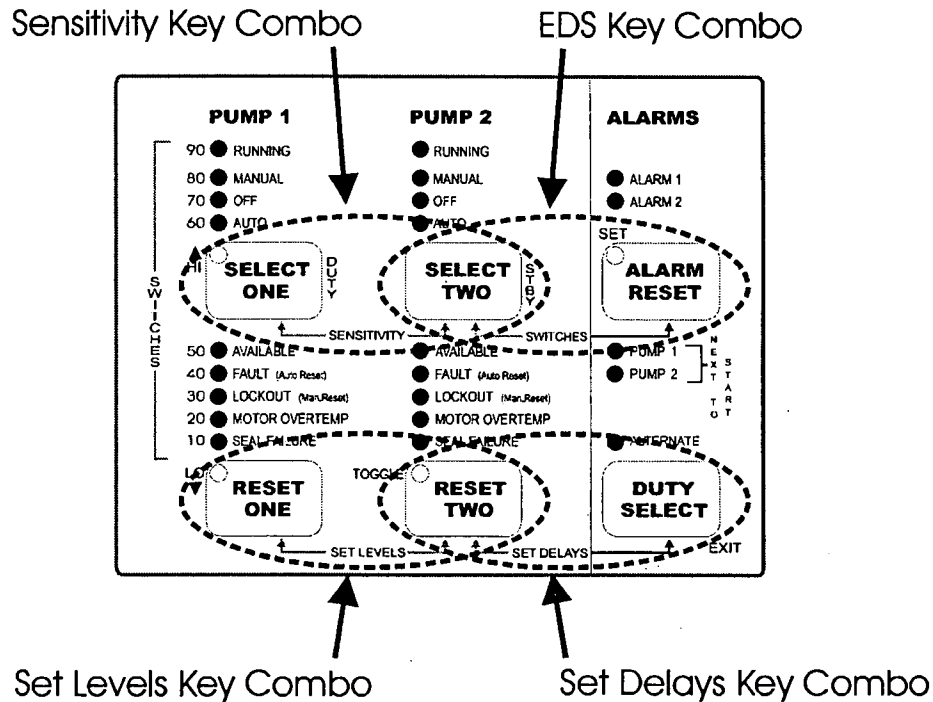 Sensitivity Key Combo
EDS Key Combo
PUMP 1
PUMP 2
ALARMS
90 RUNNING
RUNNING
80 MANUAL
MANUAL
ALARM 1
70 OFF
OFF
ALARM 2
60 AUTO
AUTO
SET
HI
SELECT ONE
DUTY
SELECT TWO
STBY
ALARM RESET
SWITCHES
SENSITIVITY
SWITCHES
50 AVAILABLE
AVAILABLE
PUMP 1
40 FAULT (Auto Reset)
FAULT (Auto Reset)
PUMP 2
NEXT TO START
30 LOCKOUT (Man.Reset)
LOCKOUT (Man.Reset)
20 MOTOR OVERTEMP
MOTOR OVERTEMP
10 SEAL FAILURE
SEAL FAILURE
ALTERNATE
LO
RESET ONE
TOGGLE
RESET TWO
DUTY SELECT
SET LEVELS
SET DELAYS
EXIT
Set Levels Key Combo
Set Delays Key Combo